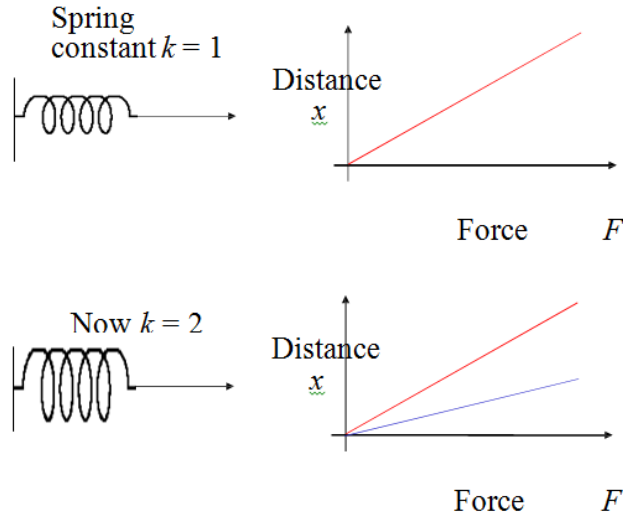 Spring
constant k = 1
Distance
x
Force F
Now k = 2
Distance
x
Force F